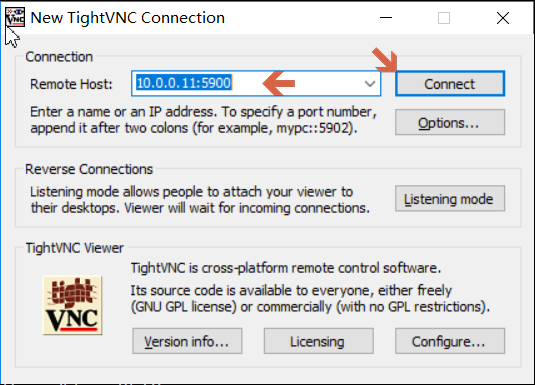 New TightVNC Connection
Connection
Remote Host:
10.0.0.11:5900
Connect
Enter a name or an IP address. To specify a port number,
append it after two colons (for example, mypc::5902).
Options...
Reverse Connections
Listening mode allows people to attach your viewer to
their desktops. Viewer will wait for incoming connections.
Listening mode
TightVNC Viewer
tight
VNC
TightVNC is cross-platform remote control software.
Its source code is available to everyone, either freely
(GNU GPL license) or commercially (with no GPL restrictions).
Version info...
Licensing
Configure...